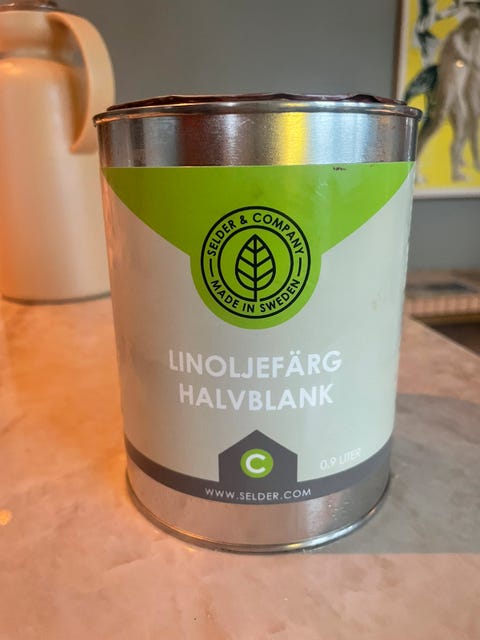 SELDER & COMPANY
MADE IN SWEDEN
LINOLJEFÄRG
HALVBLANK
C
0.9 LITER
WWW.SELDER.COM